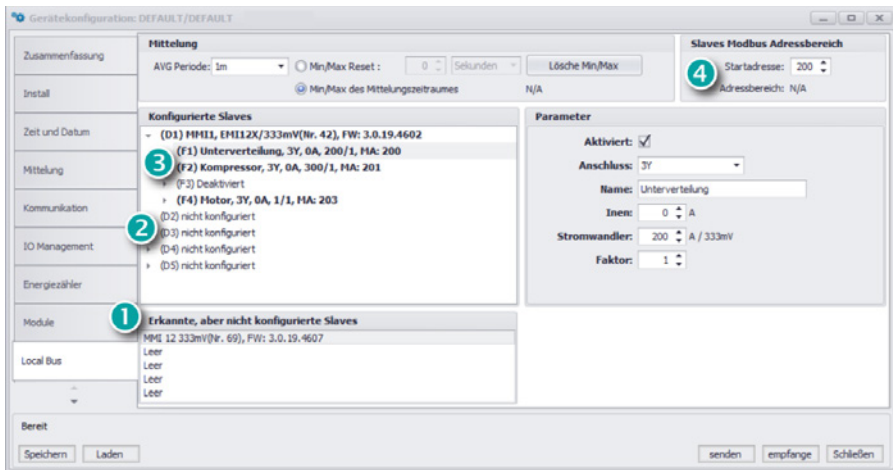 Gerätekonfiguration: DEFAULT/DEFAULT
Zusammenfassung
Install
Zeit und Datum
Mittelung
Kommunikation
IO Management
Energiezähler
Module
Local Bus
Mittelung
AVG Periode: 1m
Min/Max Reset :
0 Sekunden
Lösche Min/Max
Min/Max des Mittelungszeitraumes
N/A
Slaves Modbus Adressbereich
4
Startadresse: 200
Adressbereich: N/A
Konfigurierte Slaves
(D1) MMI1, EMI12X/333mV(Nr. 42), FW: 3.0.19.4602
3
(F1) Unterverteilung, 3Y, 0A, 200/1, MA: 200
(F2) Kompressor, 3Y, 0A, 300/1, MA: 201
(F3) Deaktiviert
(F4) Motor, 3Y, 0A, 1/1, MA: 203
2
(D2) nicht konfiguriert
(D3) nicht konfiguriert
(D4) nicht konfiguriert
(D5) nicht konfiguriert
Parameter
Aktiviert:
Anschluss: 3Y
Name: Unterverteilung
Inen: 0 A
Stromwandler: 200 A / 333mV
Faktor: 1
1
Erkannte, aber nicht konfigurierte Slaves
MMI 12 333mV(Nr. 69), FW: 3.0.19.4607
Leer
Leer
Leer
Leer
Bereit
Speichern Laden
senden empfange Schließen